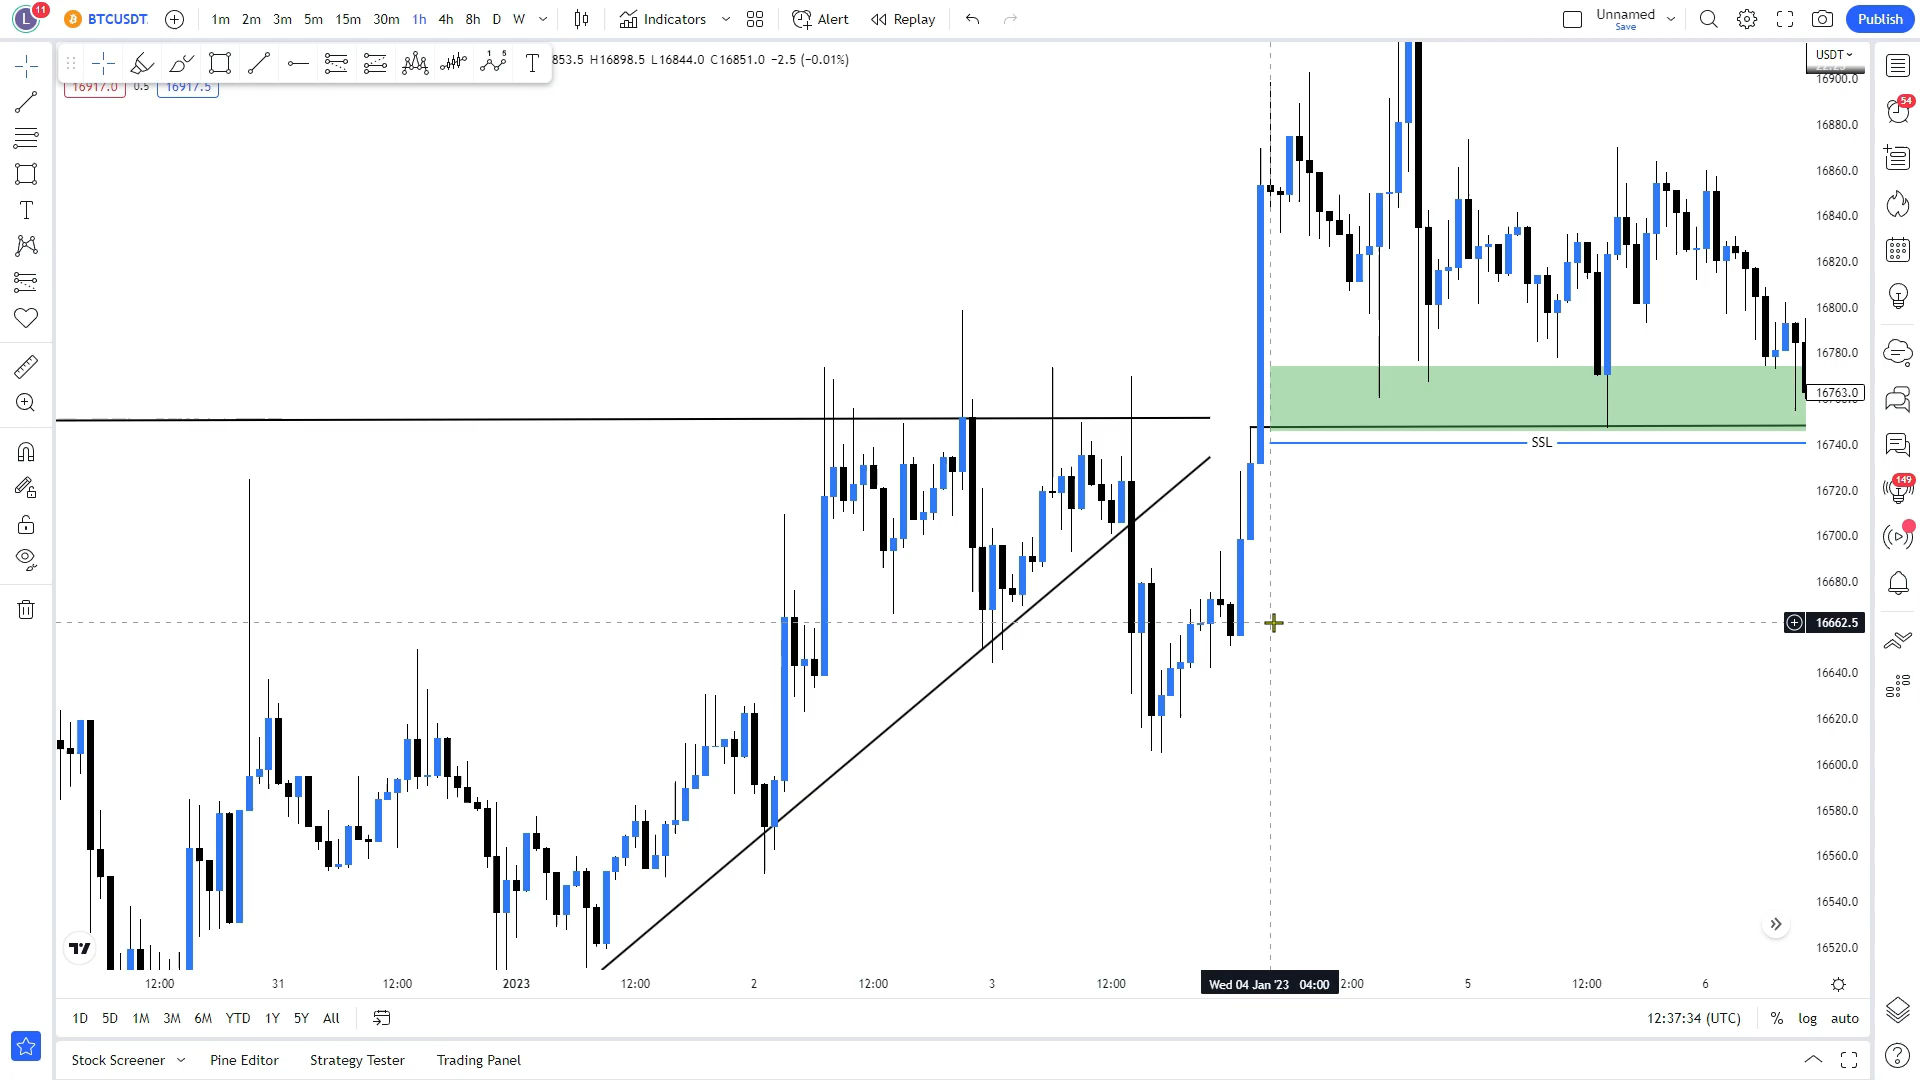 L 11 BTCUSDT 1m 2m 3m 5m 15m 30m 1h 4h 8h D W Indicators Alert Replay Unnamed Publish
Save
853.5 H16898.5 L16844.0 C16851.0 −2.5 (−0.01%)
USDT
16917.0 0.5 16917.5
16900.0
54
16880.0
16860.0
16840.0
16820.0
16800.0
16780.0
16763.0
SSL
16740.0
149
16720.0
16700.0
16680.0
16662.5
16640.0
16620.0
16600.0
16580.0
16560.0
16540.0
16520.0
12:00 31 12:00 2023 12:00 2 12:00 3 12:00 Wed 04 Jan '23 04:00 2:00 5 12:00 6
1D 5D 1M 3M 6M YTD 1Y 5Y All 12:37:34 (UTC) % log auto
Stock Screener Pine Editor Strategy Tester Trading Panel